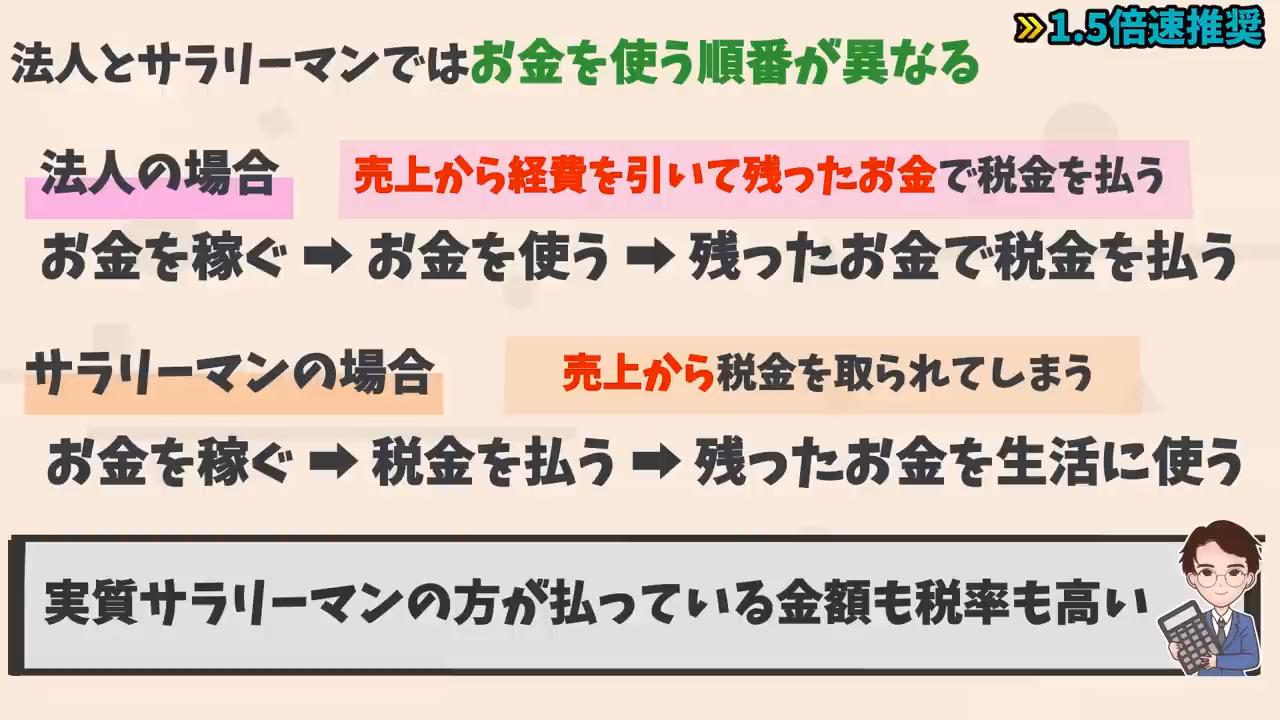 1.5倍速推奨
法人とサラリーマンではお金を使う順番が異なる
法人の場合
売上から経費を引いて残ったお金で税金を払う
お金を稼ぐ ➡ お金を使う ➡ 残ったお金で税金を払う
サラリーマンの場合
売上から税金を取られてしまう
お金を稼ぐ ➡ 税金を払う ➡ 残ったお金を生活に使う
実質サラリーマンの方が払っている金額も税率も高い